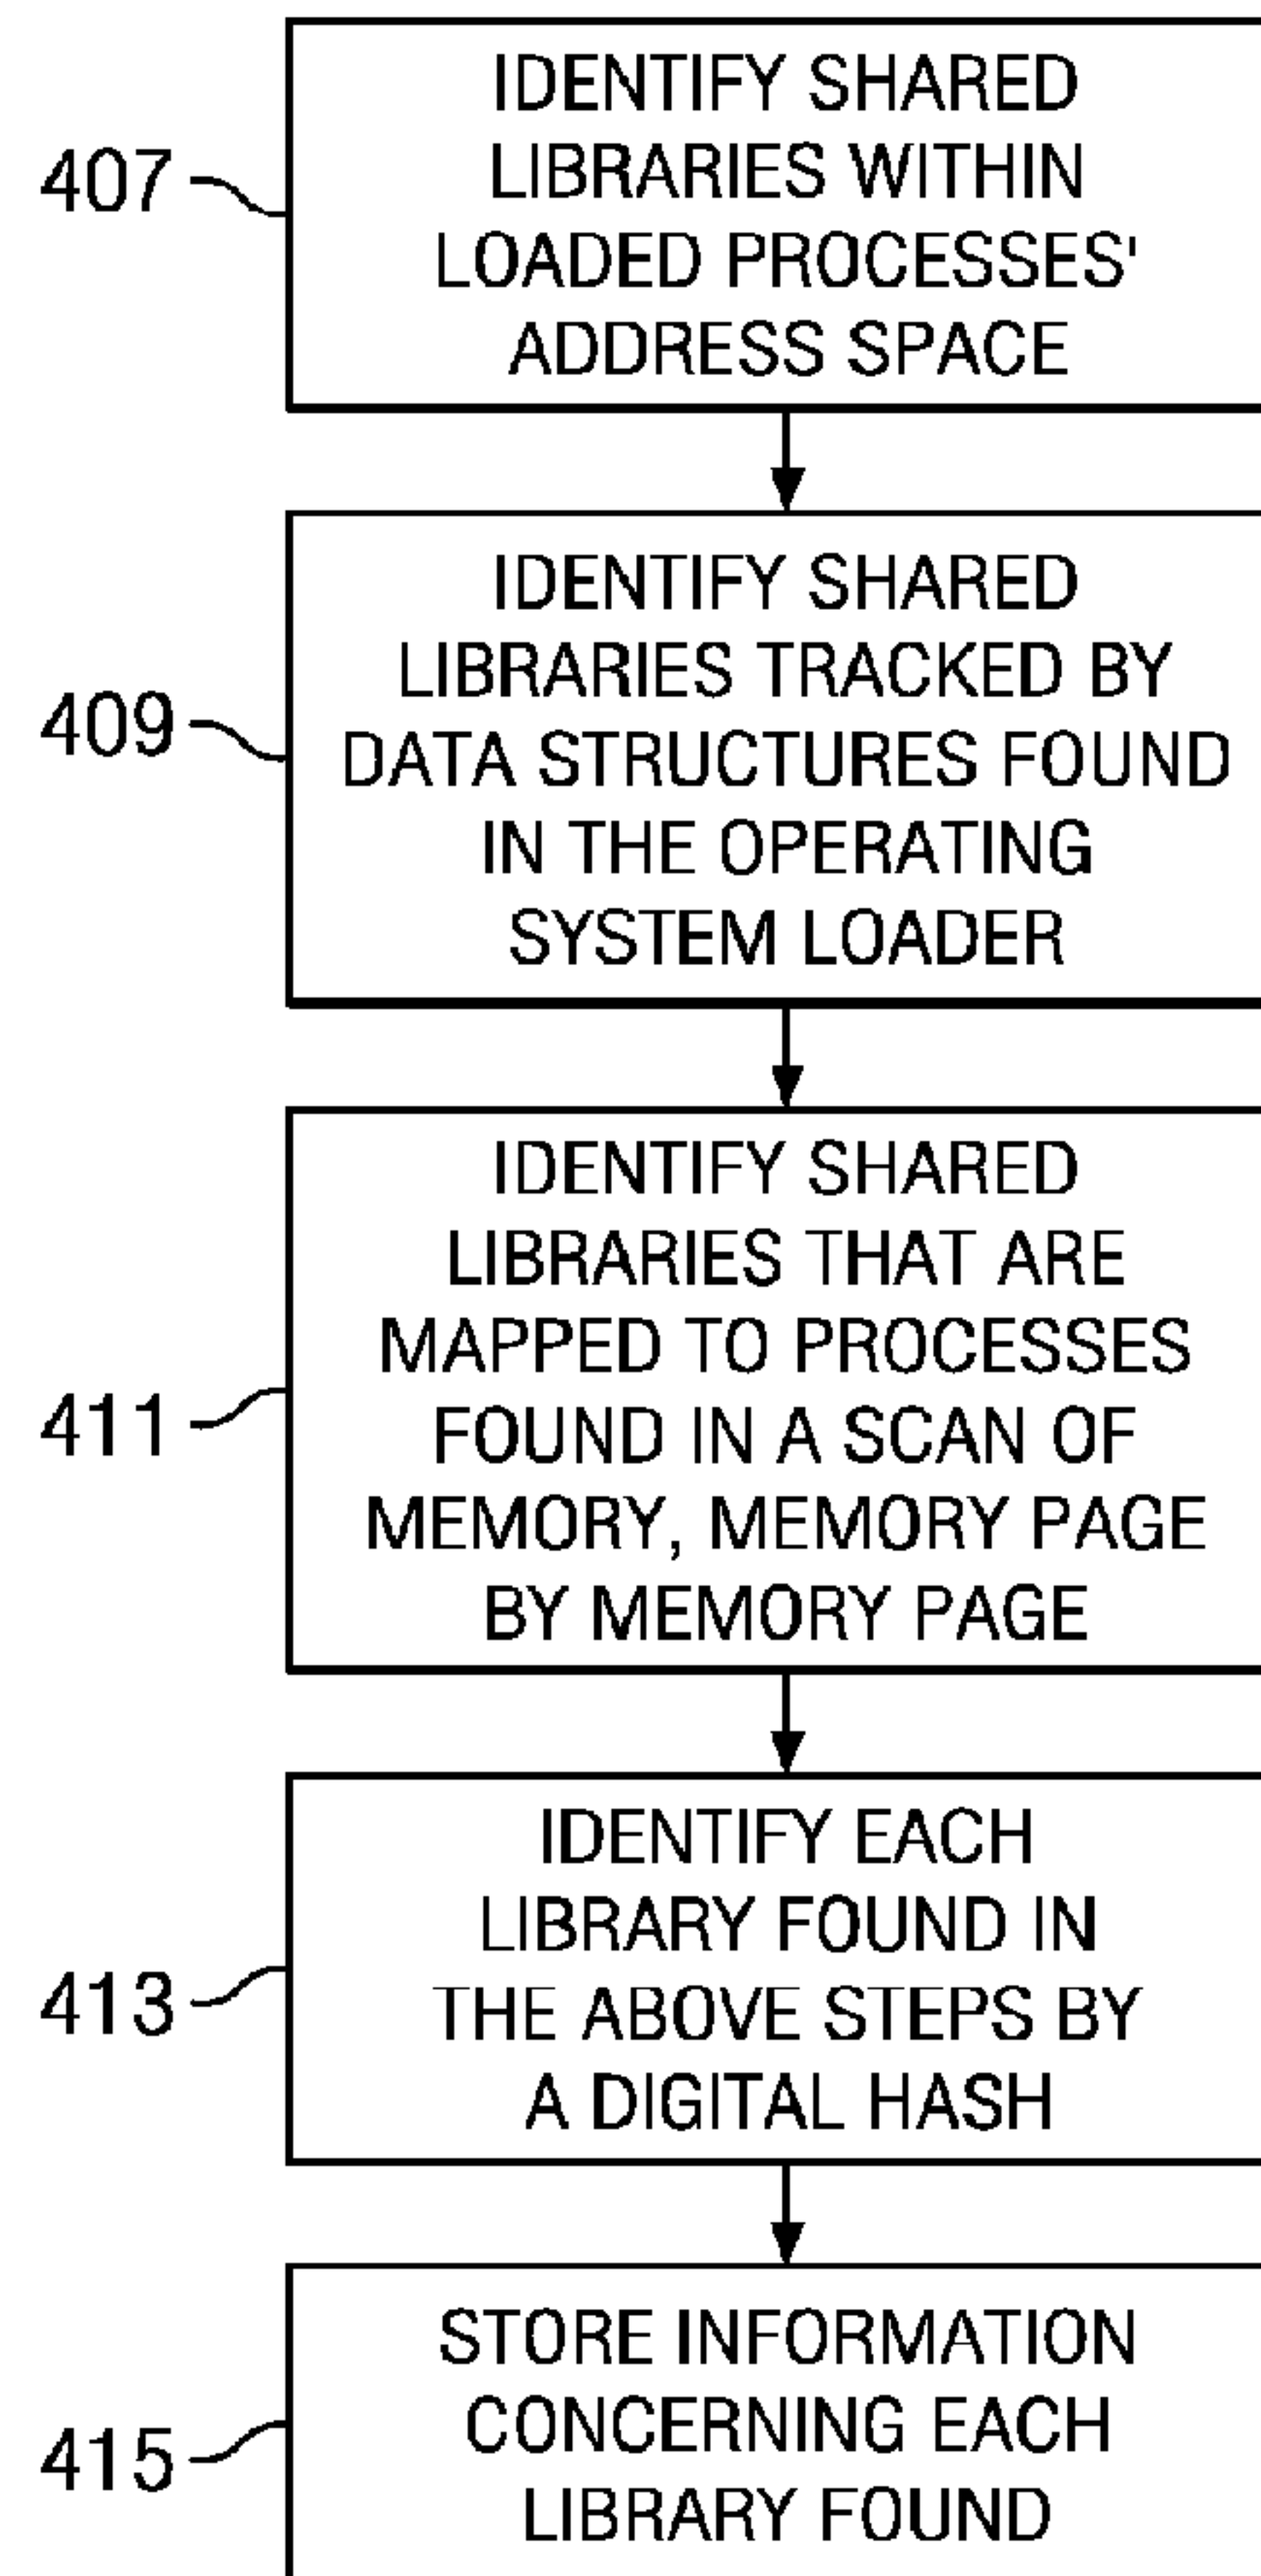 407
IDENTIFY SHARED
LIBRARIES WITHIN
LOADED PROCESSES'
ADDRESS SPACE
409
IDENTIFY SHARED
LIBRARIES TRACKED BY
DATA STRUCTURES FOUND
IN THE OPERATING
SYSTEM LOADER
411
IDENTIFY SHARED
LIBRARIES THAT ARE
MAPPED TO PROCESSES
FOUND IN A SCAN OF
MEMORY, MEMORY PAGE
BY MEMORY PAGE
413
IDENTIFY EACH
LIBRARY FOUND IN
THE ABOVE STEPS BY
A DIGITAL HASH
415
STORE INFORMATION
CONCERNING EACH
LIBRARY FOUND